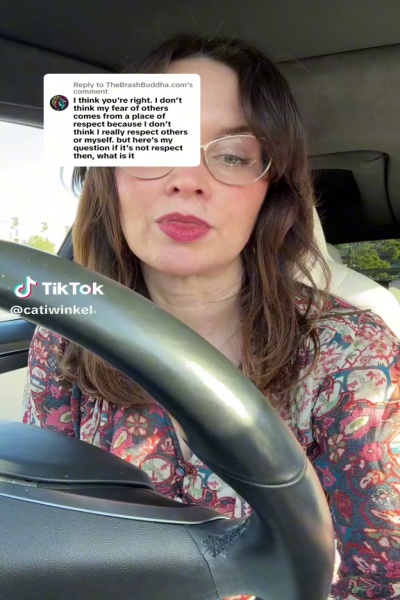 Reply to TheBrashBuddha.com's
comment
I think you're right. I don't
think my fear of others
comes from a place of
respect because I don't
think I really respect others
or myself. but here's my
question if it's not respect
then, what is it
TikTok
@catiwinkel